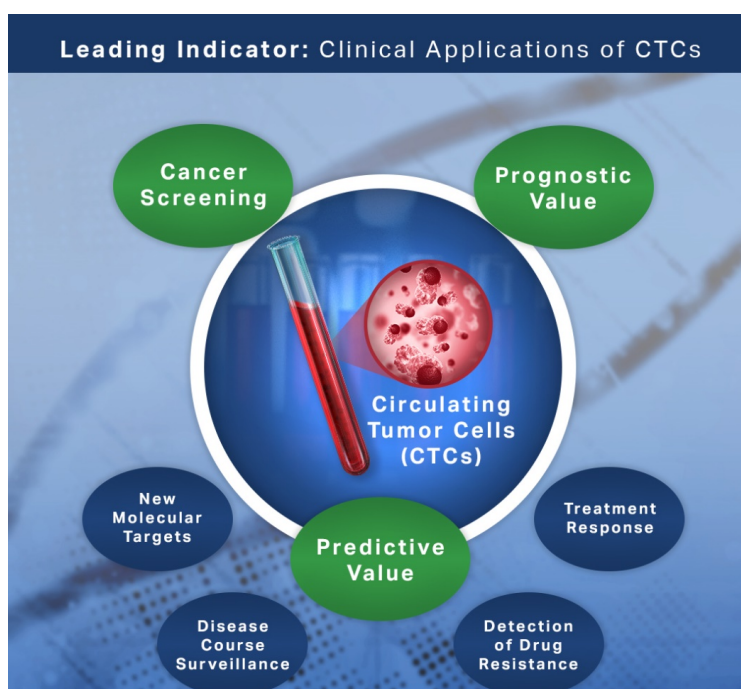 Leading Indicator: Clinical Applications of CTCs
Cancer
Screening
Prognostic
Value
Circulating
Tumor Cells
(CTCs)
New
Molecular
Targets
Treatment
Response
Predictive
Value
Disease
Course
Surveillance
Detection
of Drug
Resistance